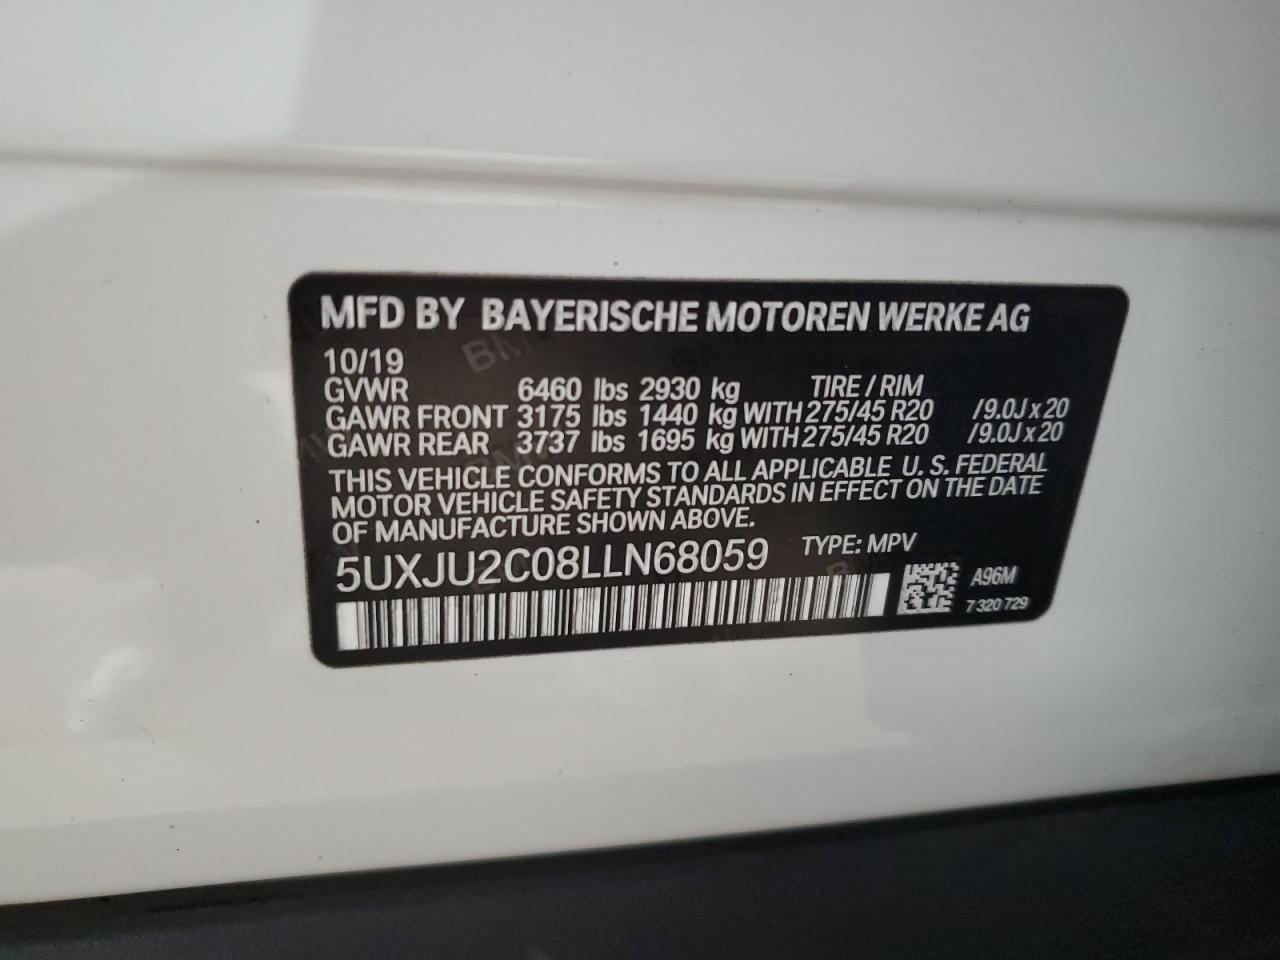 MFD BY BAYERISCHE MOTOREN WERKE AG
10/19
GVWR 6460 lbs 2930 kg TIRE / RIM
GAWR FRONT 3175 lbs 1440 kg WITH 275/45 R20 /9.0J x 20
GAWR REAR 3737 lbs 1695 kg WITH 275/45 R20 /9.0J x 20
THIS VEHICLE CONFORMS TO ALL APPLICABLE U. S. FEDERAL
MOTOR VEHICLE SAFETY STANDARDS IN EFFECT ON THE DATE
OF MANUFACTURE SHOWN ABOVE.
5UXJU2C08LLN68059 TYPE: MPV
A96M
7 320 729